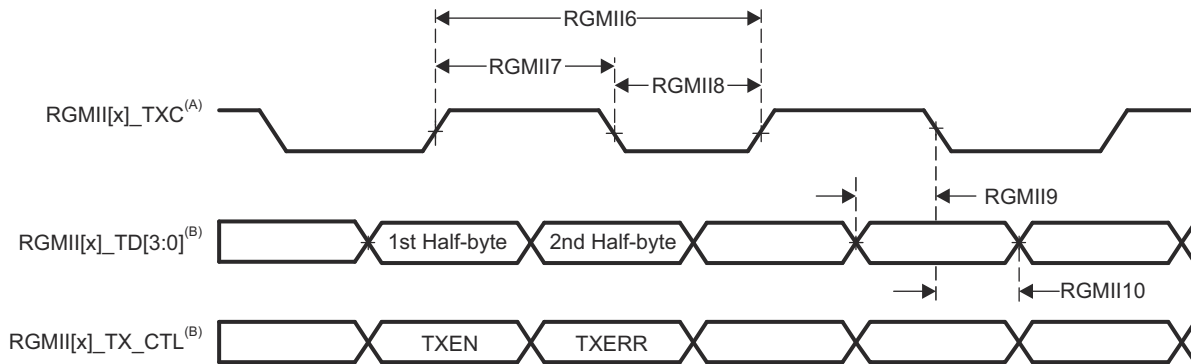 RGMII6
RGMII7
RGMII8
RGMII[x]_TXC(A)
RGMII9
RGMII[x]_TD[3:0](B)
1st Half-byte
2nd Half-byte
RGMII10
RGMII[x]_TX_CTL(B)
TXEN
TXERR